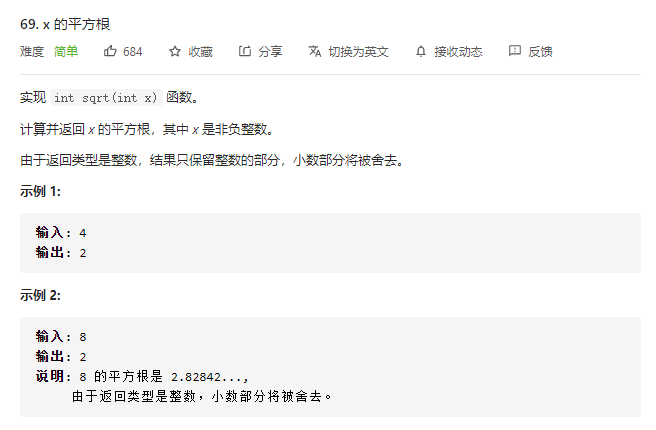 69. x 的平方根
难度 简单 684 收藏 分享 切换为英文 接收动态 反馈
实现 int sqrt(int x) 函数。
计算并返回 x 的平方根，其中 x 是非负整数。
由于返回类型是整数，结果只保留整数的部分，小数部分将被舍去。
示例 1:
输入: 4
输出: 2
示例 2:
输入: 8
输出: 2
说明: 8 的平方根是 2.82842...,
由于返回类型是整数，小数部分将被舍去。